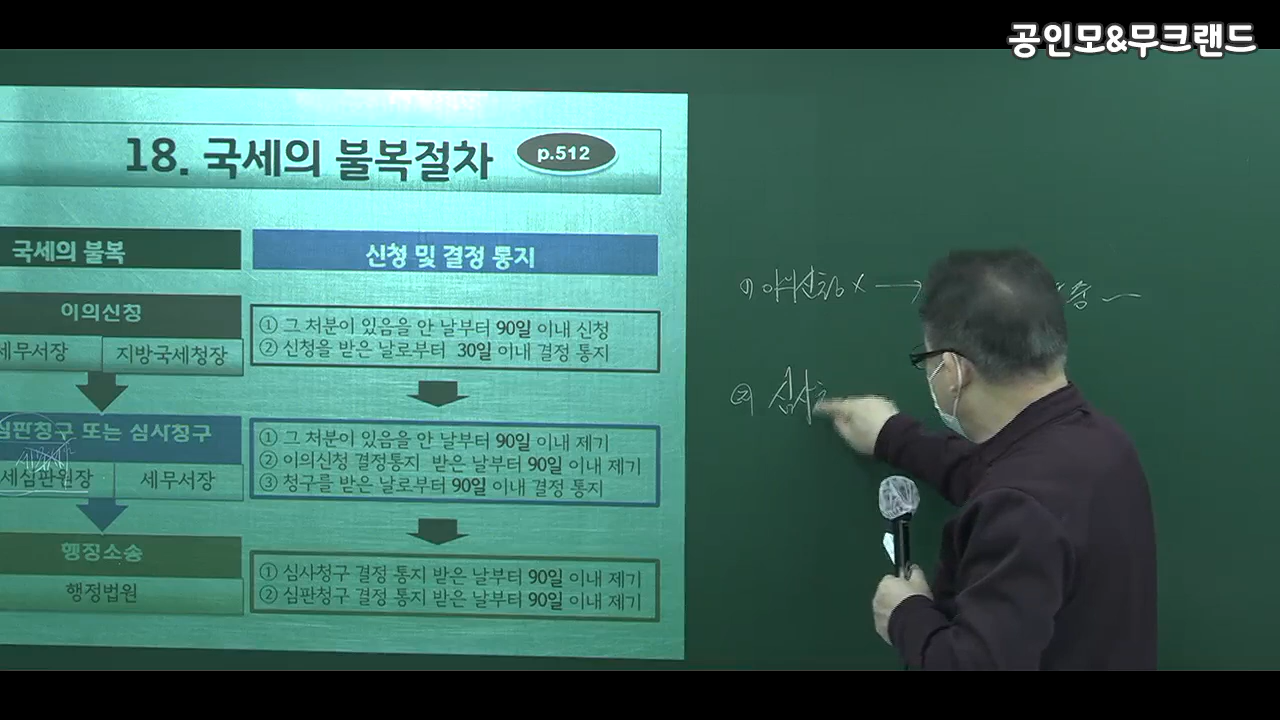 공인모&무크랜드
18. 국세의 불복절차
p.512
국세의 불복
신청 및 결정 통지
이의신청
세무서장
지방국세청장
① 그 처분이 있음을 안 날부터 90일 이내 신청
② 신청을 받은 날로부터 30일 이내 결정 통지
심판청구 또는 심사청구
세심판원장
세무서장
① 그 처분이 있음을 안 날부터 90일 이내 제기
② 이의신청 결정통지 받은 날부터 90일 이내 제기
③ 청구를 받은 날로부터 90일 이내 결정 통지
행정소송
행정법원
① 심사청구 결정 통지 받은 날부터 90일 이내 제기
② 심판청구 결정 통지 받은 날부터 90일 이내 제기
① 이의신청 X →
② 심사